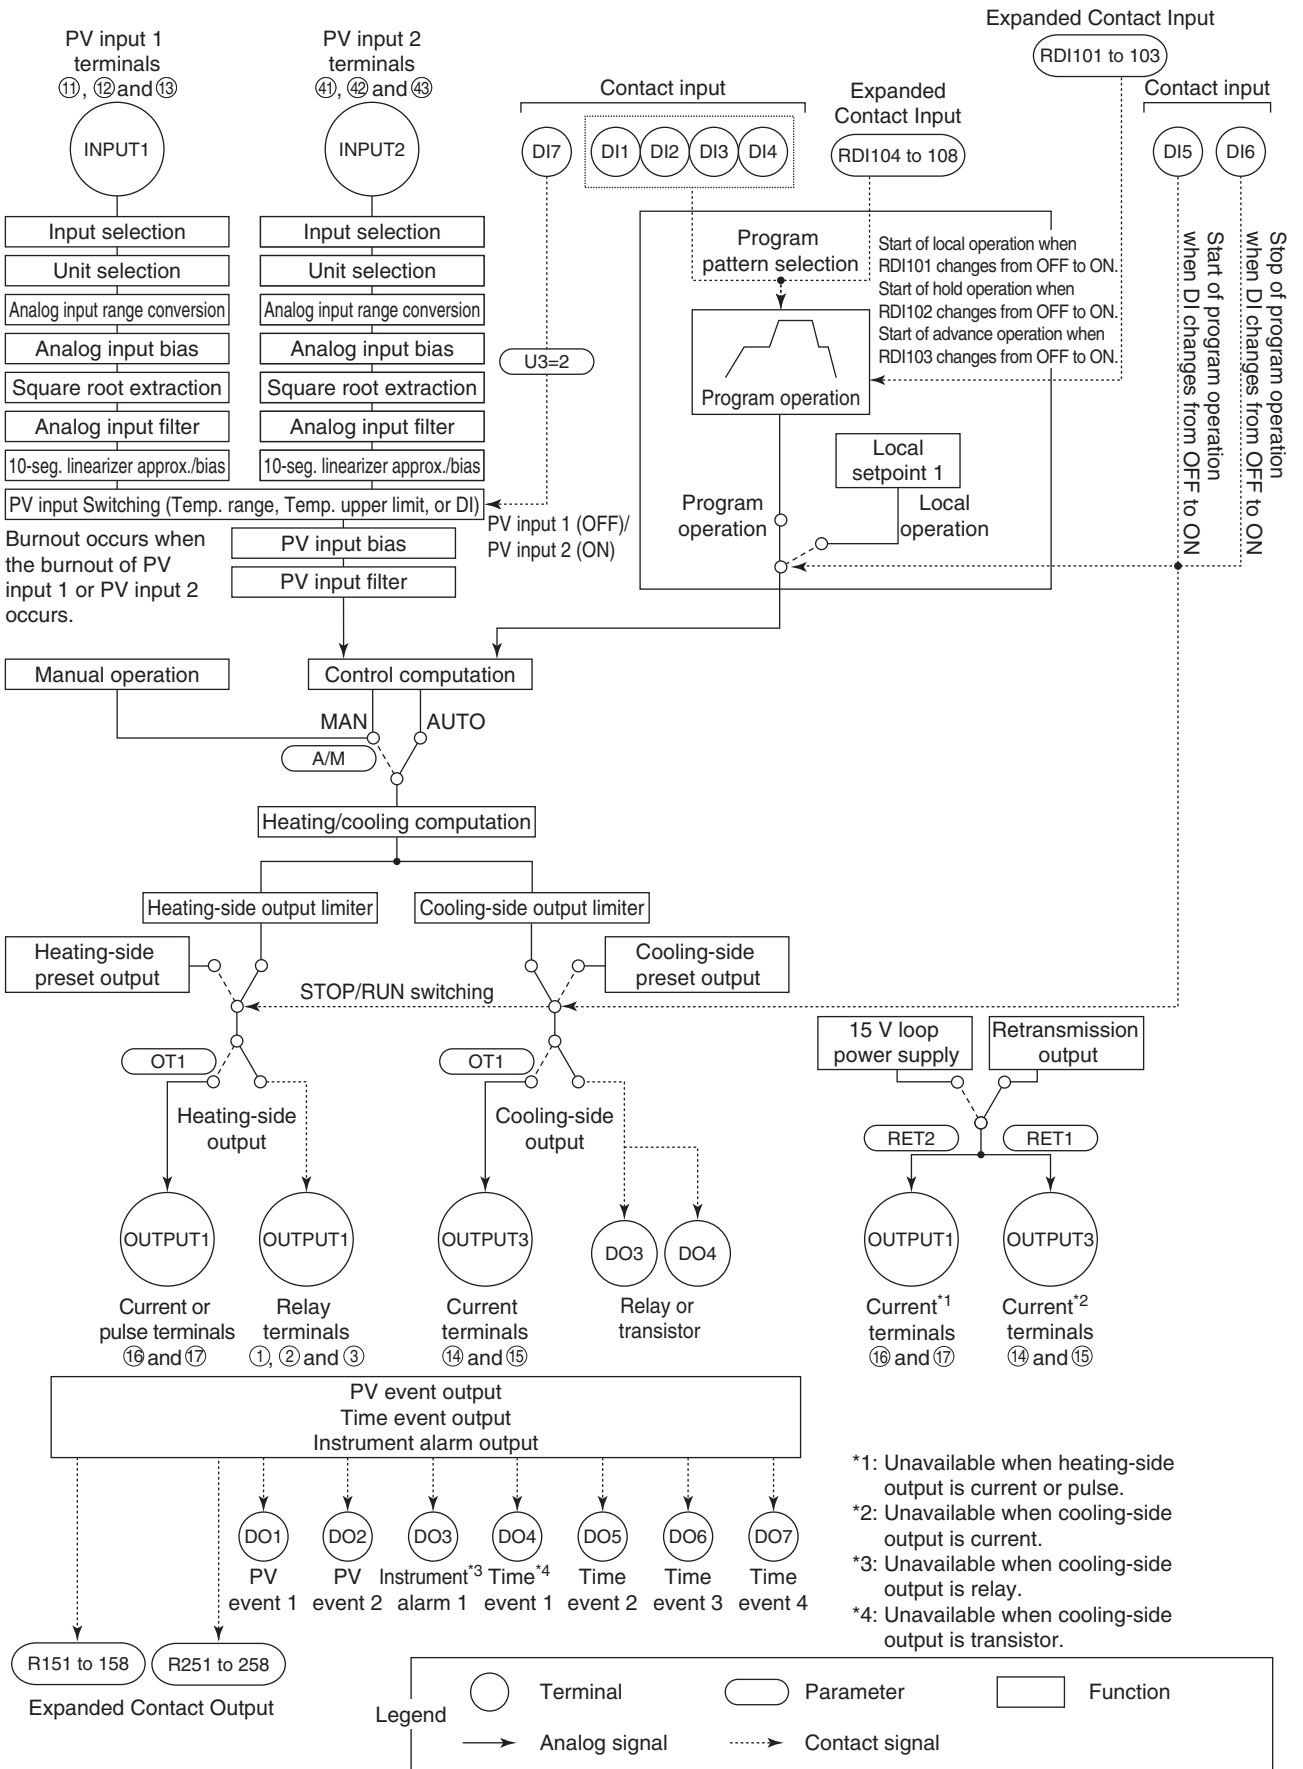 PV input 1
terminals
⑪, ⑫ and ⑬
INPUT1
PV input 2
terminals
㊶, ㊷ and ㊸
INPUT2
Contact input
DI7
DI1
DI2
DI3
DI4
Expanded
Contact Input
RDI104 to 108
Expanded Contact Input
RDI101 to 103
Contact input
DI5
DI6
Input selection
Unit selection
Analog input range conversion
Analog input bias
Square root extraction
Analog input filter
10-seg. linearizer approx./bias
Input selection
Unit selection
Analog input range conversion
Analog input bias
Square root extraction
Analog input filter
10-seg. linearizer approx./bias
U3=2
Program
pattern selection
Start of local operation when
RDI101 changes from OFF to ON.
Start of hold operation when
RDI102 changes from OFF to ON.
Start of advance operation when
RDI103 changes from OFF to ON.
Program operation
Local
setpoint 1
Program
operation
Local
operation
Start of program operation
when DI changes from OFF to ON
Stop of program operation
when DI changes from OFF to ON
PV input Switching (Temp. range, Temp. upper limit, or DI)
PV input 1 (OFF)/
PV input 2 (ON)
Burnout occurs when
the burnout of PV
input 1 or PV input 2
occurs.
PV input bias
PV input filter
Manual operation
Control computation
MAN
AUTO
A/M
Heating/cooling computation
Heating-side output limiter
Cooling-side output limiter
Heating-side
preset output
Cooling-side
preset output
STOP/RUN switching
OT1
OT1
Heating-side
output
Cooling-side
output
15 V loop
power supply
Retransmission
output
RET2
RET1
OUTPUT1
OUTPUT1
OUTPUT3
DO3
DO4
OUTPUT1
OUTPUT3
Current or
pulse terminals
⑯ and ⑰
Relay
terminals
①, ② and ③
Current
terminals
⑭ and ⑮
Relay or
transistor
Current*1
terminals
⑯ and ⑰
Current*2
terminals
⑭ and ⑮
PV event output
Time event output
Instrument alarm output
DO1
DO2
DO3
DO4
DO5
DO6
DO7
PV
event 1
PV
event 2
Instrument*3
alarm 1
Time*4
event 1
Time
event 2
Time
event 3
Time
event 4
R151 to 158
R251 to 258
Expanded Contact Output
*1: Unavailable when heating-side
output is current or pulse.
*2: Unavailable when cooling-side
output is current.
*3: Unavailable when cooling-side
output is relay.
*4: Unavailable when cooling-side
output is transistor.
Legend
Terminal
Parameter
Function
Analog signal
Contact signal